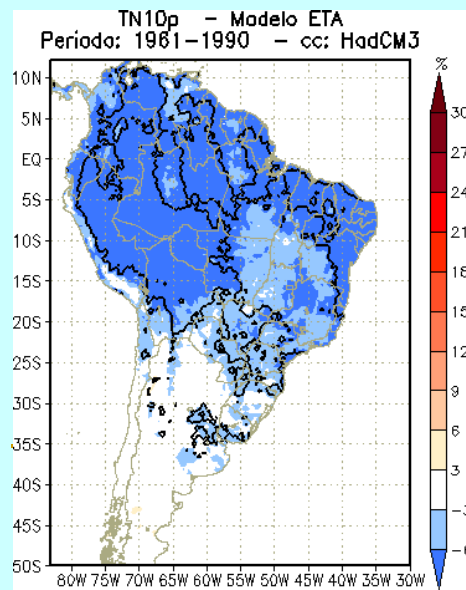 TN10p – Modelo ETA
Periodo: 1961–1990 – cc: HadCM3
%
10N
5N
EQ
5S
10S
15S
20S
25S
30S
35S
40S
45S
50S
80W 75W 70W 65W 60W 55W 50W 45W 40W 35W 30W
30
27
24
21
18
15
12
9
6
3